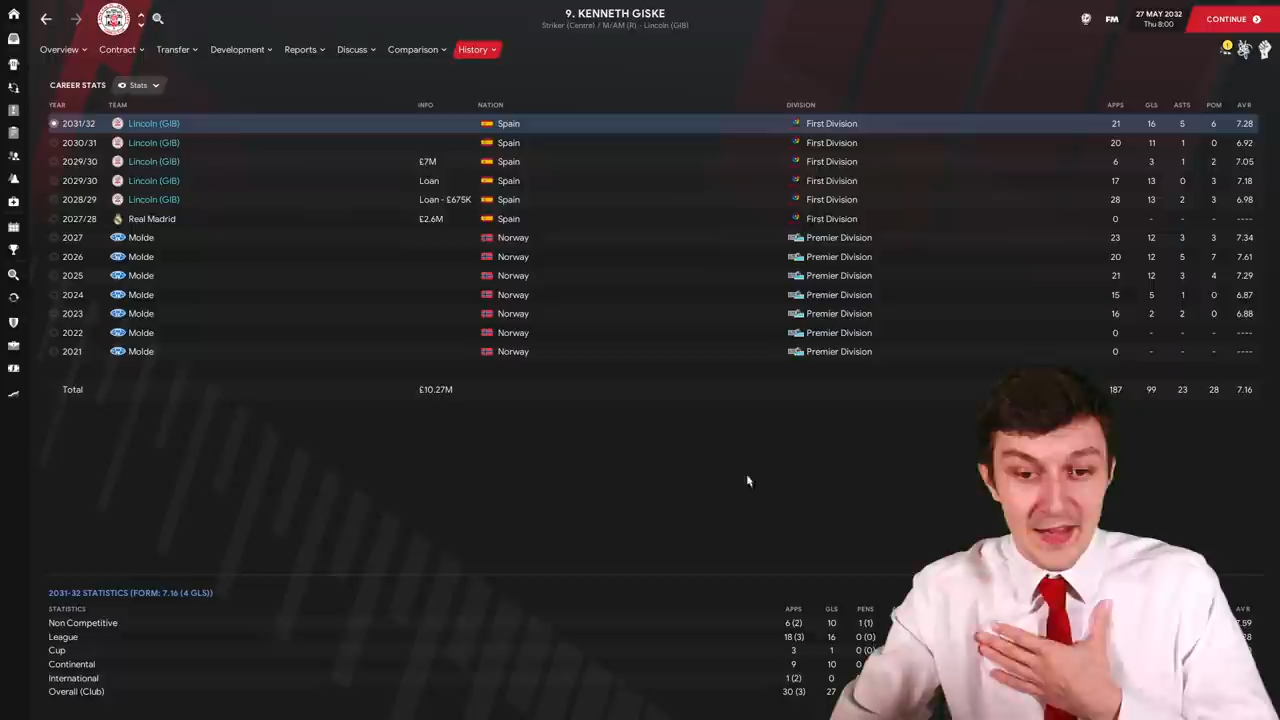 9. KENNETH GISKE
Striker (Centre) / M/AM (R) - Lincoln (GIB)
FM
27 MAY 2032
Thu 8:00
CONTINUE
Overview
Contract
Transfer
Development
Reports
Discuss
Comparison
History
1
CAREER STATS
Stats
YEAR TEAM INFO NATION DIVISION APPS GLS ASTS POM AVR
2031/32 Lincoln (GIB) Spain First Division 21 16 5 6 7.28
2030/31 Lincoln (GIB) Spain First Division 20 11 1 0 6.92
2029/30 Lincoln (GIB) £7M Spain First Division 6 3 1 2 7.05
2029/30 Lincoln (GIB) Loan Spain First Division 17 13 0 3 7.18
2028/29 Lincoln (GIB) Loan - £675K Spain First Division 28 13 2 3 6.98
2027/28 Real Madrid £2.6M Spain First Division 0 - - - ----
2027 Molde Norway Premier Division 23 12 3 3 7.34
2026 Molde Norway Premier Division 20 12 5 7 7.61
2025 Molde Norway Premier Division 21 12 3 4 7.29
2024 Molde Norway Premier Division 15 5 1 0 6.87
2023 Molde Norway Premier Division 16 2 2 0 6.88
2022 Molde Norway Premier Division 0 - - - ----
2021 Molde Norway Premier Division 0 - - - ----
Total £10.27M 187 99 23 28 7.16
2031-32 STATISTICS (FORM: 7.16 (4 GLS))
STATISTICS APPS GLS PENS AVR
Non Competitive 6 (2) 10 1 (1) .59
League 18 (3) 16 0 (0)
Cup 3 1 0 (0)
Continental 9 10
International 1 (2) 0
Overall (Club) 30 (3) 27